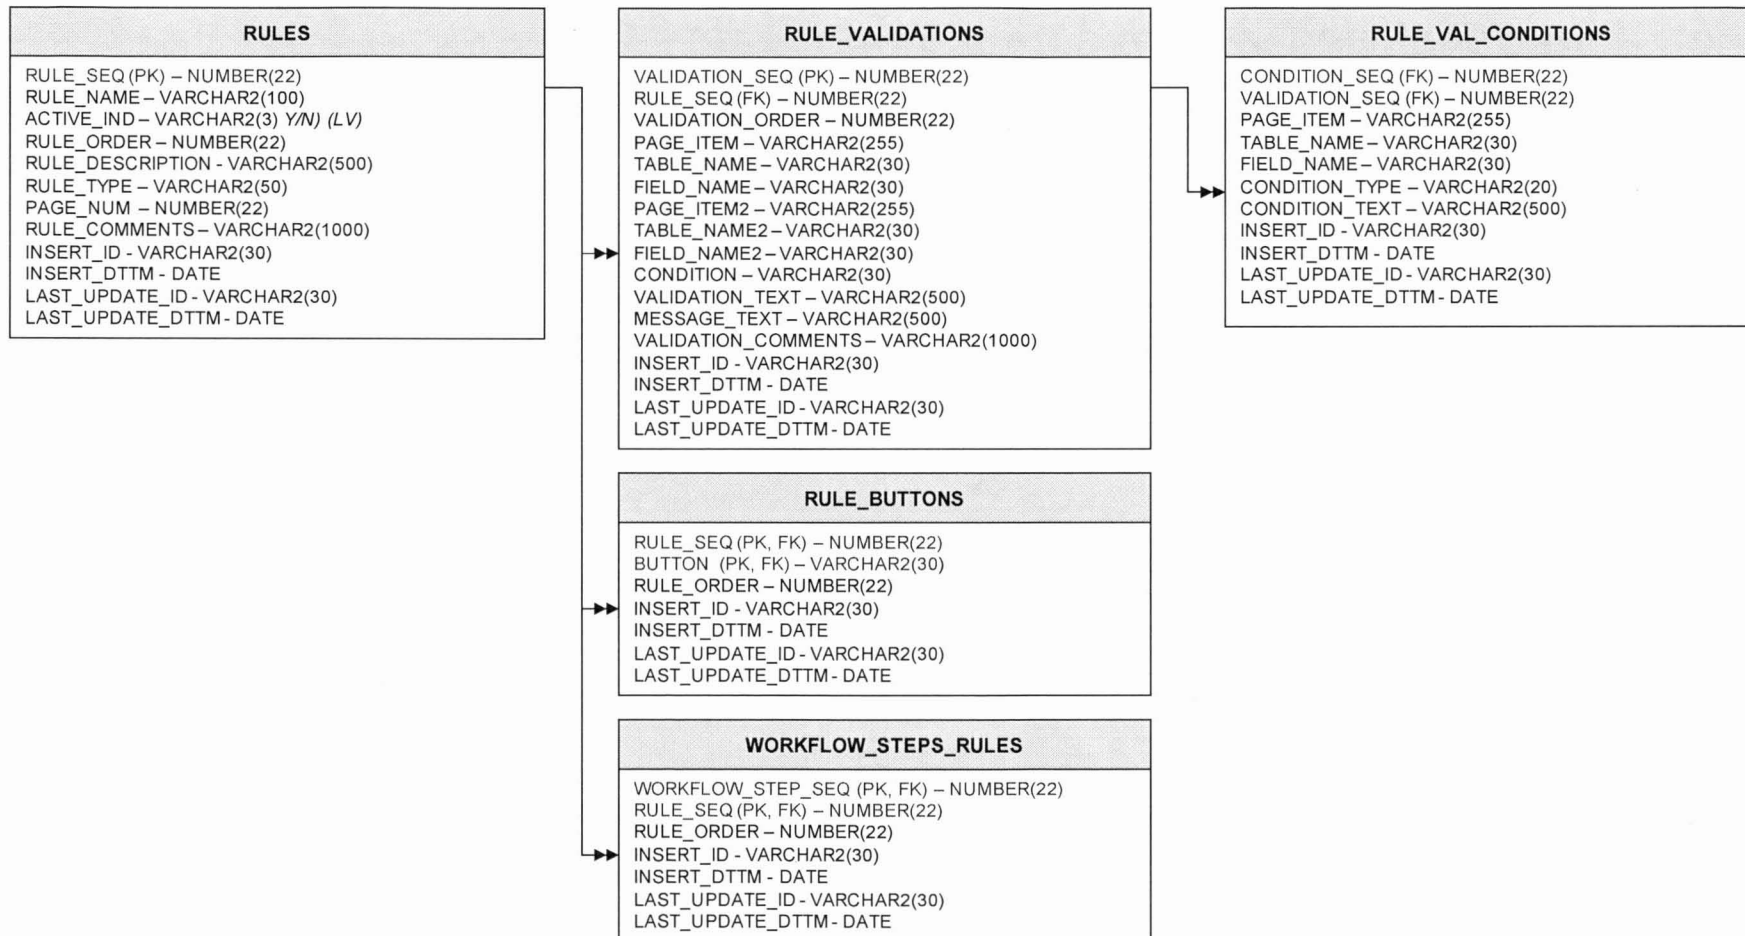 RULES
RULE_SEQ (PK) – NUMBER(22)
RULE_NAME – VARCHAR2(100)
ACTIVE_IND – VARCHAR2(3) Y/N) (LV)
RULE_ORDER – NUMBER(22)
RULE_DESCRIPTION - VARCHAR2(500)
RULE_TYPE – VARCHAR2(50)
PAGE_NUM – NUMBER(22)
RULE_COMMENTS – VARCHAR2(1000)
INSERT_ID - VARCHAR2(30)
INSERT_DTTM - DATE
LAST_UPDATE_ID - VARCHAR2(30)
LAST_UPDATE_DTTM - DATE
RULE_VALIDATIONS
VALIDATION_SEQ (PK) – NUMBER(22)
RULE_SEQ (FK) – NUMBER(22)
VALIDATION_ORDER – NUMBER(22)
PAGE_ITEM – VARCHAR2(255)
TABLE_NAME – VARCHAR2(30)
FIELD_NAME – VARCHAR2(30)
PAGE_ITEM2 – VARCHAR2(255)
TABLE_NAME2 – VARCHAR2(30)
FIELD_NAME2 – VARCHAR2(30)
CONDITION – VARCHAR2(30)
VALIDATION_TEXT – VARCHAR2(500)
MESSAGE_TEXT – VARCHAR2(500)
VALIDATION_COMMENTS – VARCHAR2(1000)
INSERT_ID - VARCHAR2(30)
INSERT_DTTM - DATE
LAST_UPDATE_ID - VARCHAR2(30)
LAST_UPDATE_DTTM - DATE
RULE_VAL_CONDITIONS
CONDITION_SEQ (FK) – NUMBER(22)
VALIDATION_SEQ (FK) – NUMBER(22)
PAGE_ITEM – VARCHAR2(255)
TABLE_NAME – VARCHAR2(30)
FIELD_NAME – VARCHAR2(30)
CONDITION_TYPE – VARCHAR2(20)
CONDITION_TEXT – VARCHAR2(500)
INSERT_ID - VARCHAR2(30)
INSERT_DTTM - DATE
LAST_UPDATE_ID - VARCHAR2(30)
LAST_UPDATE_DTTM - DATE
RULE_BUTTONS
RULE_SEQ (PK, FK) – NUMBER(22)
BUTTON (PK, FK) – VARCHAR2(30)
RULE_ORDER – NUMBER(22)
INSERT_ID - VARCHAR2(30)
INSERT_DTTM - DATE
LAST_UPDATE_ID - VARCHAR2(30)
LAST_UPDATE_DTTM - DATE
WORKFLOW_STEPS_RULES
WORKFLOW_STEP_SEQ (PK, FK) – NUMBER(22)
RULE_SEQ (PK, FK) – NUMBER(22)
RULE_ORDER – NUMBER(22)
INSERT_ID - VARCHAR2(30)
INSERT_DTTM - DATE
LAST_UPDATE_ID - VARCHAR2(30)
LAST_UPDATE_DTTM - DATE